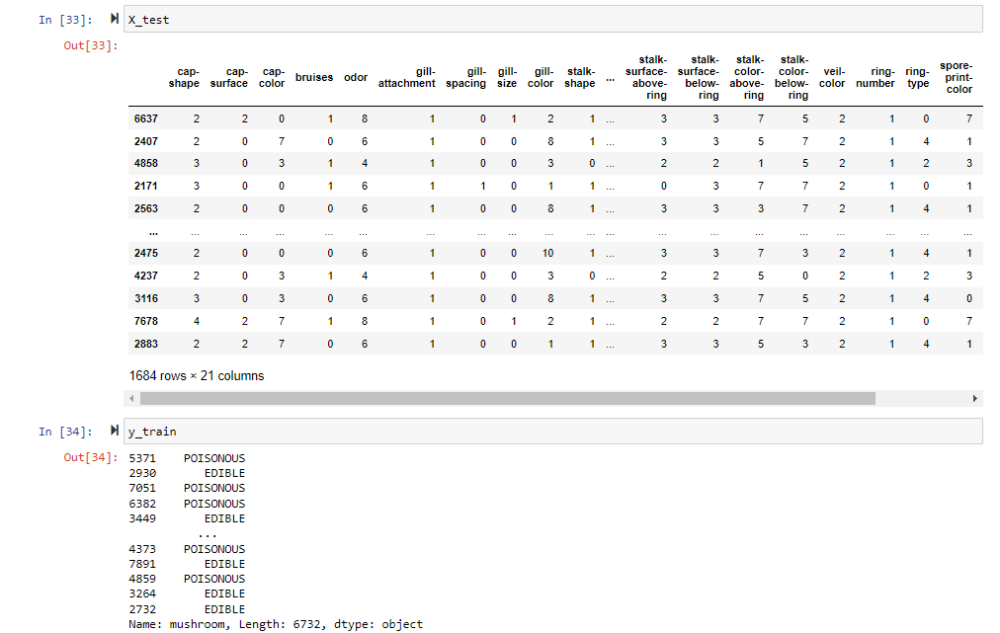 In [33]: X_test
Out[33]:
cap-shape cap-surface cap-color bruises odor gill-attachment gill-spacing gill-size gill-color stalk-shape ... stalk-surface-above-ring stalk-surface-below-ring stalk-color-above-ring stalk-color-below-ring veil-color ring-number ring-type spore-print-color
6637 2 2 0 1 8 1 0 1 2 1 ... 3 3 7 5 2 1 0 7
2407 2 0 7 0 6 1 0 0 8 1 ... 3 3 5 7 2 1 4 1
4858 3 0 3 1 4 1 0 0 3 0 ... 2 2 1 5 2 1 2 3
2171 3 0 0 1 6 1 1 0 1 1 ... 0 3 7 7 2 1 0 1
2563 2 0 0 0 6 1 0 0 8 1 ... 3 3 3 7 2 1 4 1
... ... ... ... ... ... ... ... ... ... ... ... ... ... ... ... ... ... ... ...
2475 2 0 0 0 6 1 0 0 10 1 ... 3 3 7 3 2 1 4 1
4237 2 0 3 1 4 1 0 0 3 0 ... 2 2 5 0 2 1 2 3
3116 3 0 3 0 6 1 0 0 8 1 ... 3 3 7 5 2 1 4 0
7678 4 2 7 1 8 1 0 1 2 1 ... 2 2 7 7 2 1 0 7
2883 2 2 7 0 6 1 0 0 1 1 ... 3 3 5 3 2 1 4 1
1684 rows × 21 columns
In [34]: y_train
Out[34]: 5371 POISONOUS
2930 EDIBLE
7051 POISONOUS
6382 POISONOUS
3449 EDIBLE
...
4373 POISONOUS
7891 EDIBLE
4859 POISONOUS
3264 EDIBLE
2732 EDIBLE
Name: mushroom, Length: 6732, dtype: object